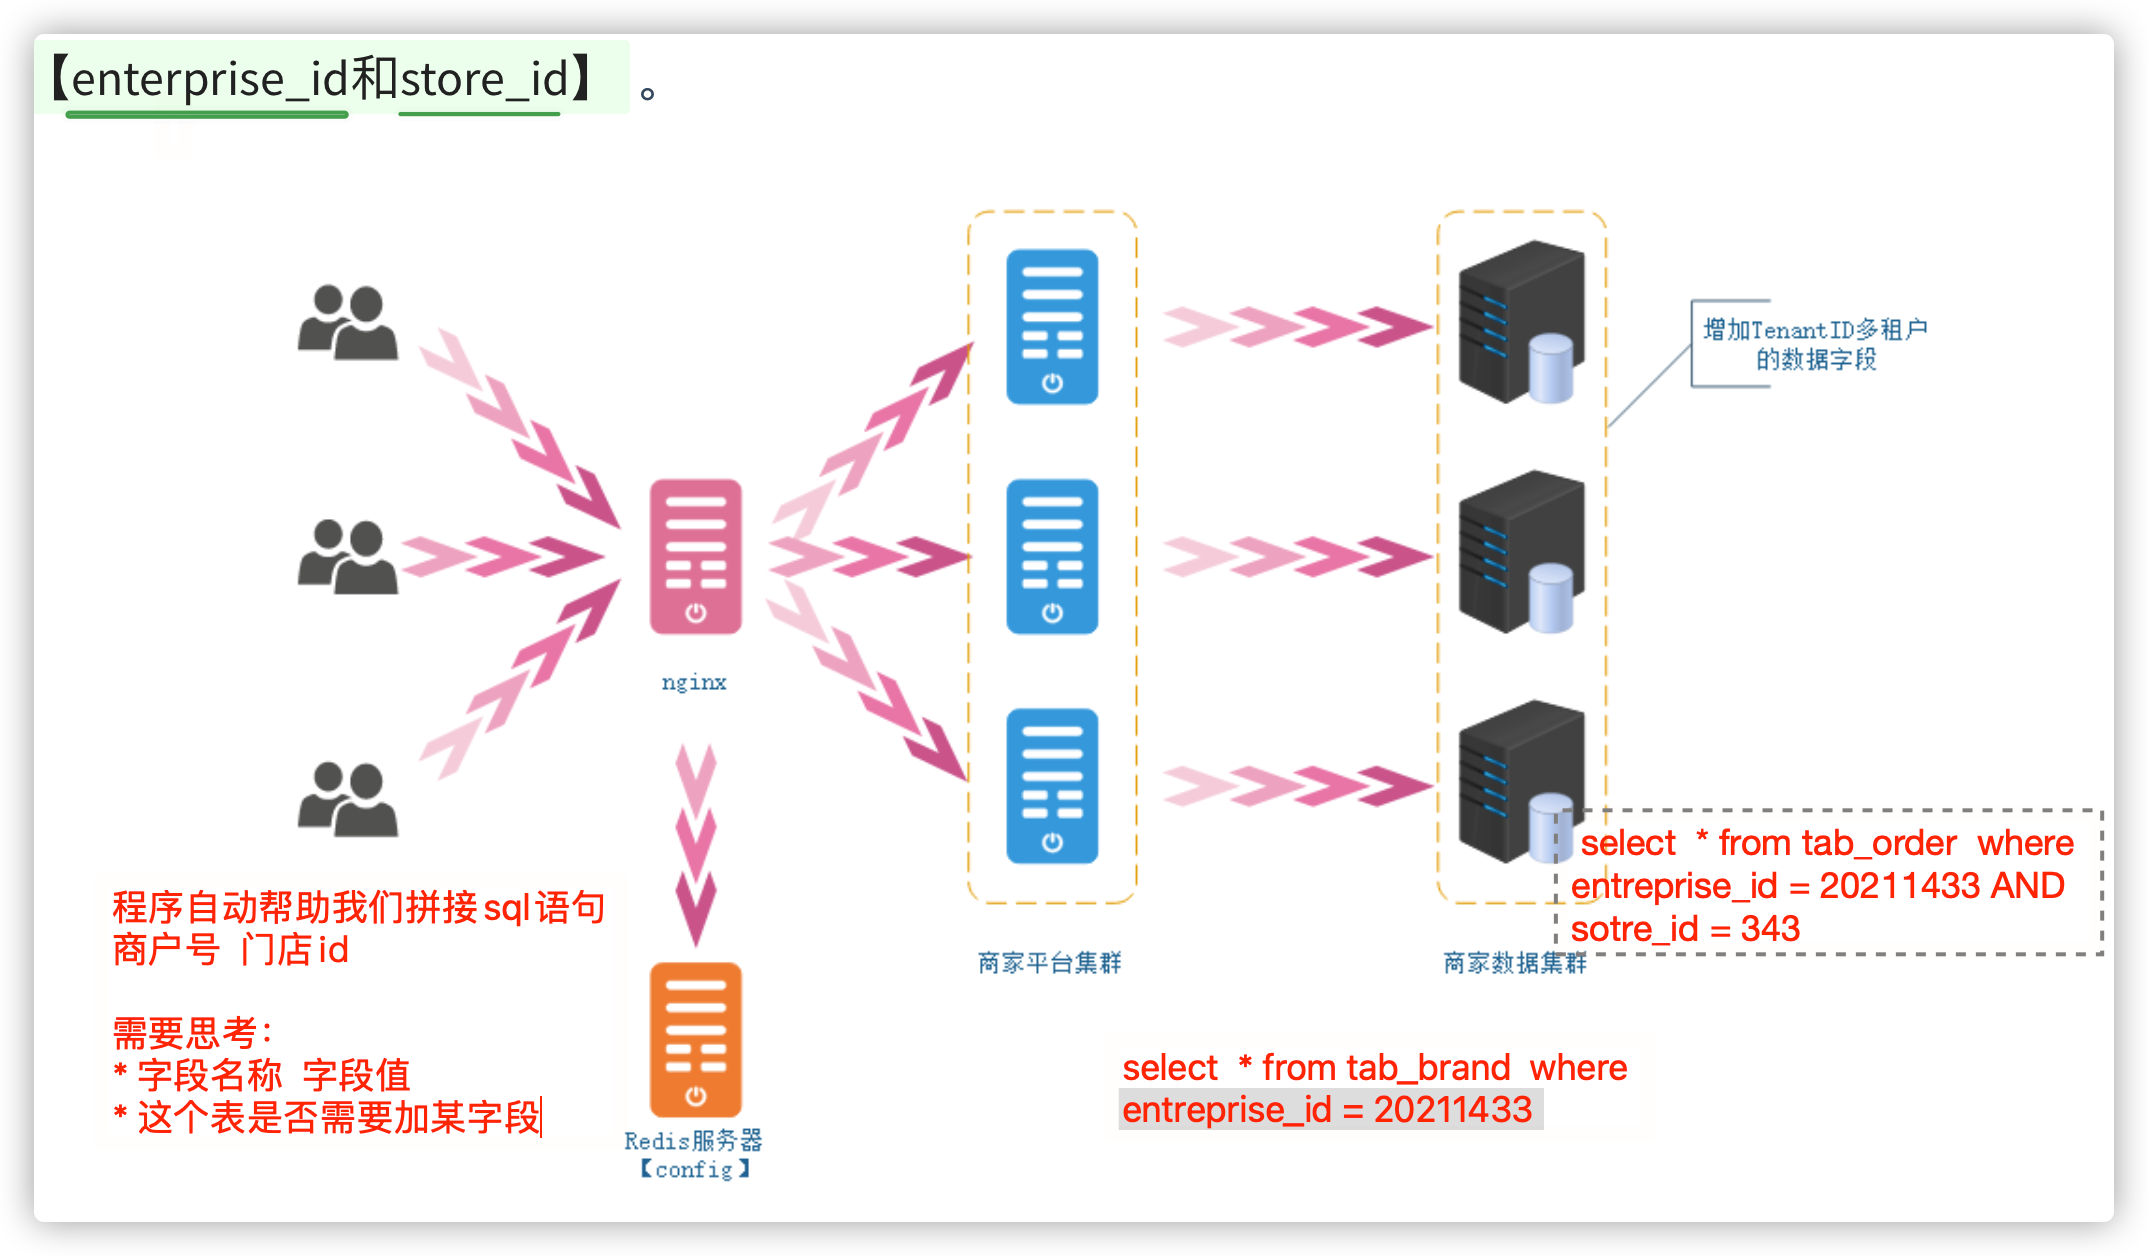 【enterprise_id和store_id】 。
增加TenantID多租户
的数据字段
nginx
select * from tab_order where
entreprise_id = 20211433 AND
sotre_id = 343
程序自动帮助我们拼接sql语句
商户号 门店id
商家平台集群
商家数据集群
需要思考：
* 字段名称 字段值
* 这个表是否需要加某字段
select * from tab_brand where
entreprise_id = 20211433
Redis服务器
【config】